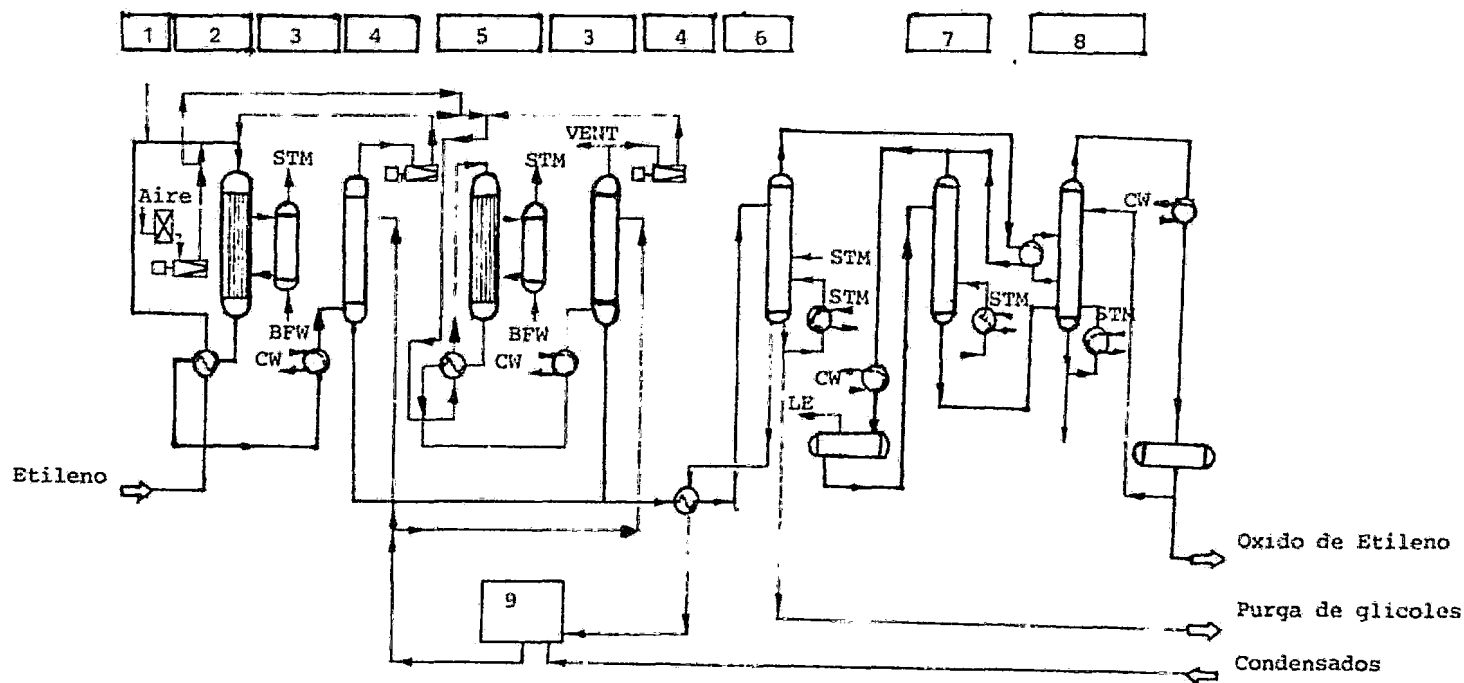 1 2 3 4 5 3 4 6 7 8
VENT
STM
STM
Aire
CW
STM
STM
STM
STM
BFW
BFW
CW
CW
CW
LE
Etileno
Oxido de Etileno
9
Purga de glicoles
Condensados